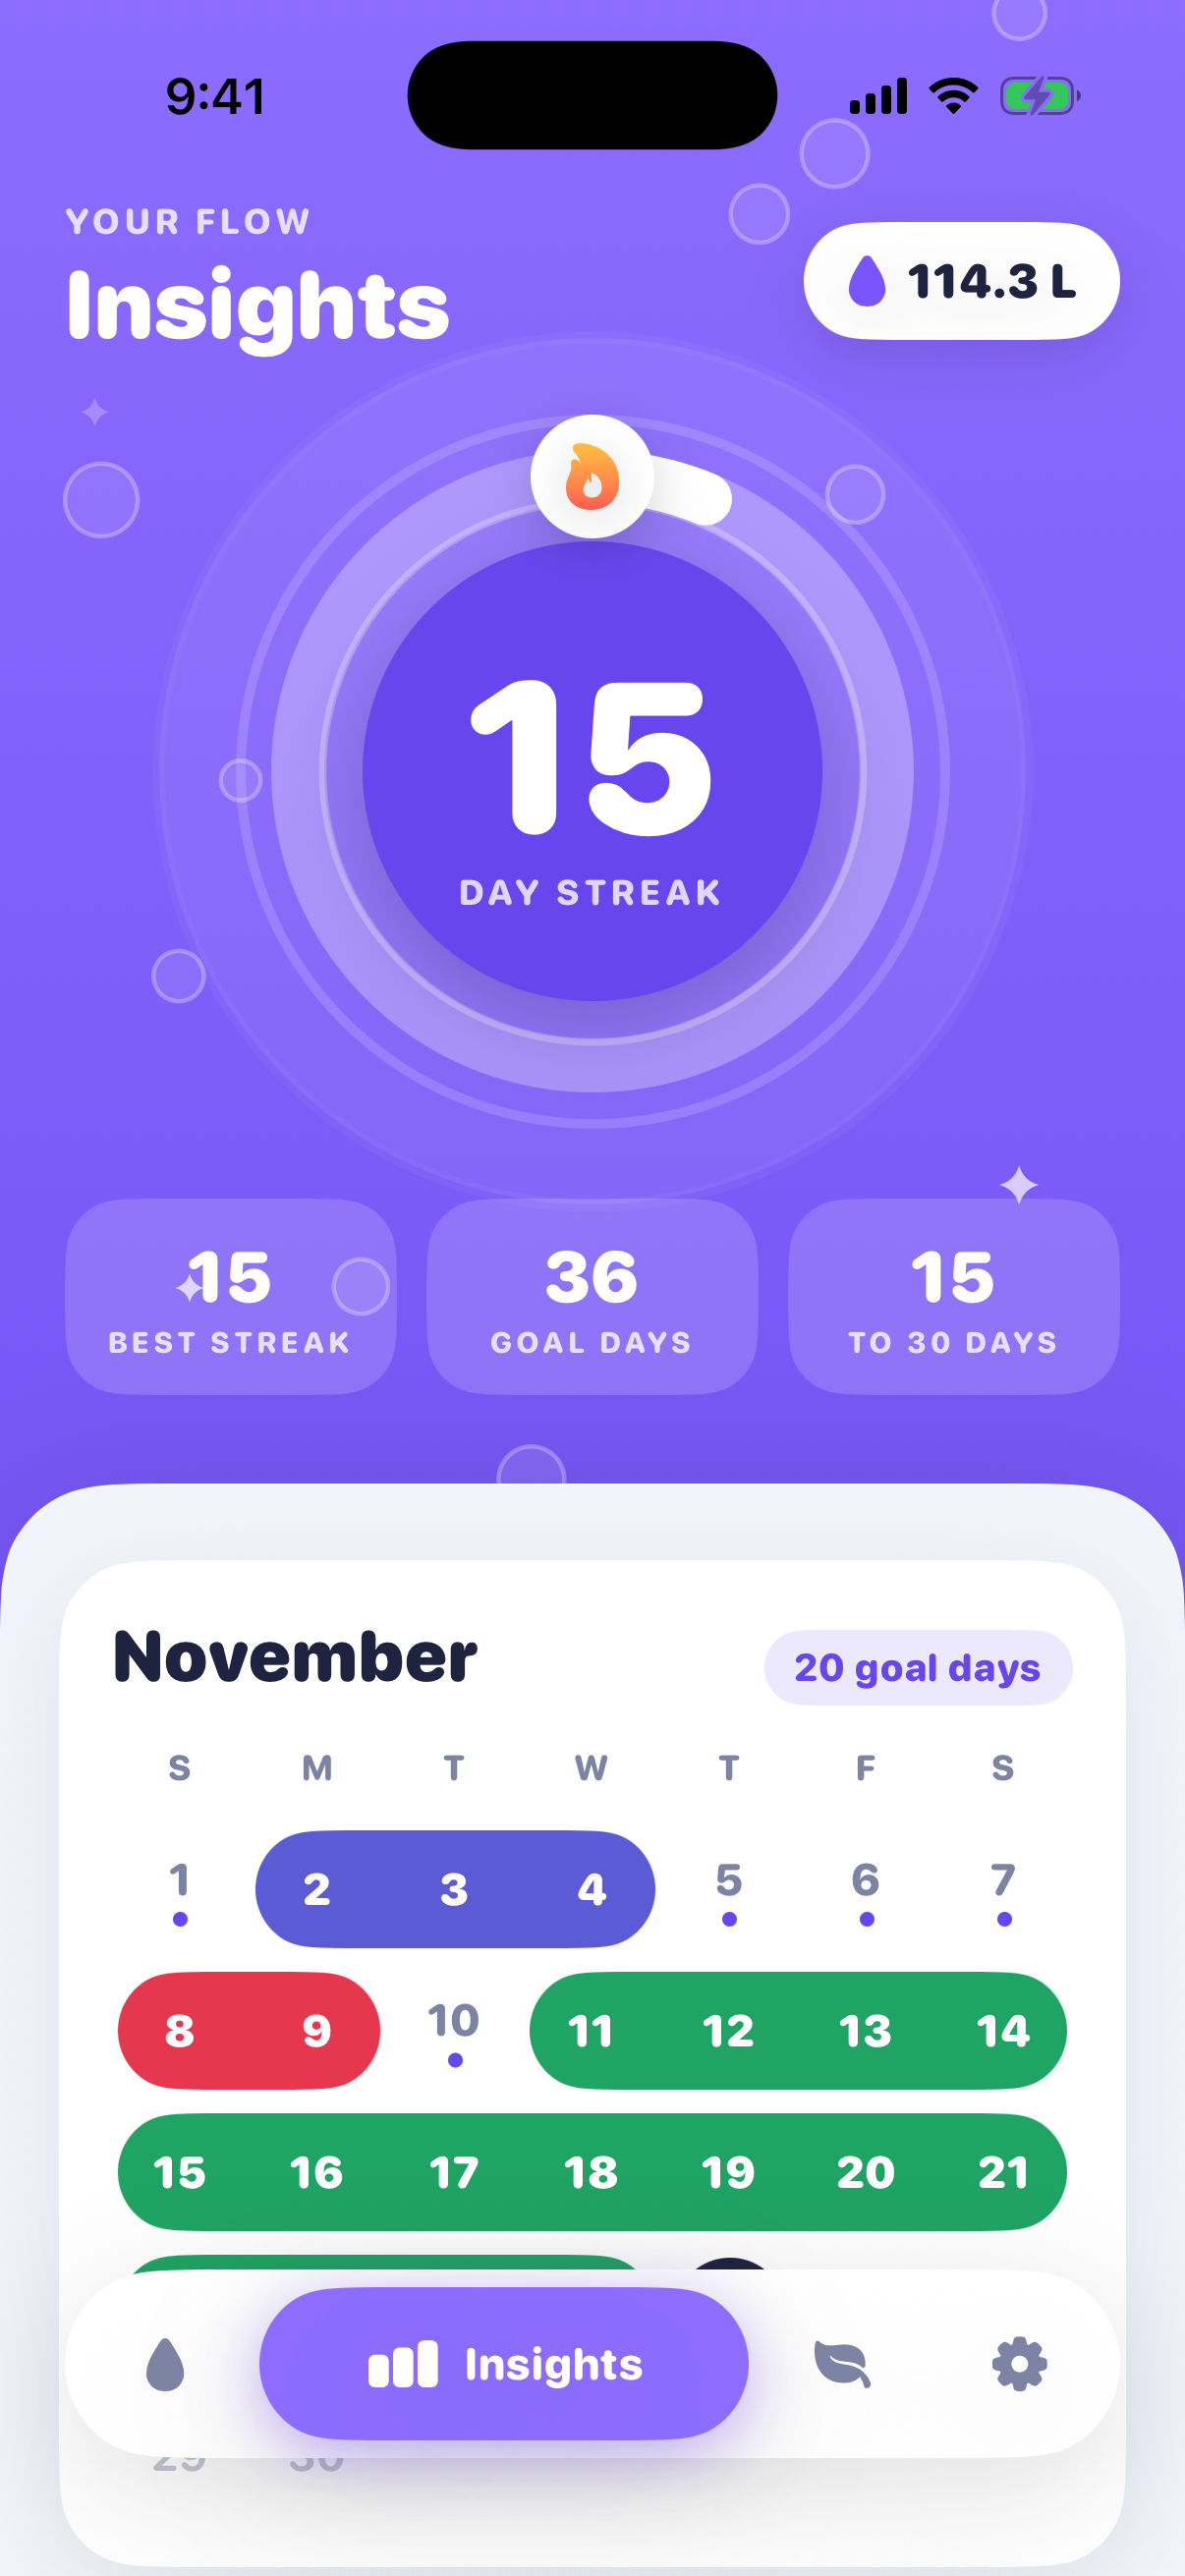 9:41
YOUR FLOW
Insights
114.3 L
15
DAY STREAK
15
BEST STREAK
36
GOAL DAYS
15
TO 30 DAYS
November
20 goal days
S M T W T F S
1 2 3 4 5 6 7
8 9 10 11 12 13 14
15 16 17 18 19 20 21
Insights
29 30